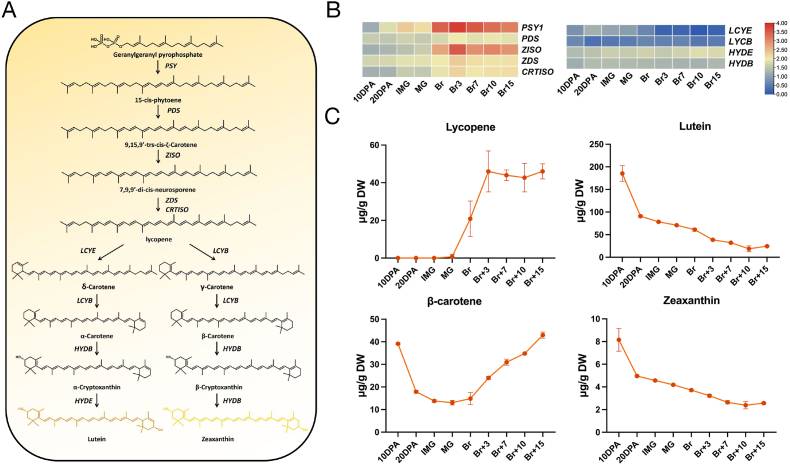 A
Geranylgeranyl pyrophosphate
PSY
15-cis-phytoene
PDS
9,15,9'-trs-cis-ζ-Carotene
ZISO
7,9,9'-di-cis-neurosporene
ZDS
CRTISO
lycopene
LCYE LCYB
δ-Carotene γ-Carotene
LCYB LCYB
α-Carotene β-Carotene
HYDB HYDB
α-Cryptoxanthin β-Cryptoxanthin
HYDE HYDB
Lutein Zeaxanthin
B
PSY1
PDS
ZISO
ZDS
CRTISO
10DPA 20DPA IMG MG Br Br3 Br7 Br10 Br15
LCYE
LYCB
HYDE
HYDB
10DPA 20DPA IMG MG Br Br3 Br7 Br10 Br15
4.00
3.50
3.00
2.50
2.00
1.50
1.00
0.50
0.00
C
Lycopene
µg/g DW
60
40
20
0
10DPA 20DPA IMG MG Br Br+3 Br+7 Br+10 Br+15
Lutein
µg/g DW
250
200
150
100
50
0
10DPA 20DPA IMG MG Br Br+3 Br+7 Br+10 Br+15
β-carotene
µg/g DW
50
40
30
20
10
0
10DPA 20DPA IMG MG Br Br+3 Br+7 Br+10 Br+15
Zeaxanthin
µg/g DW
10
8
6
4
2
0
10DPA 20DPA IMG MG Br Br+3 Br+7 Br+10 Br+15